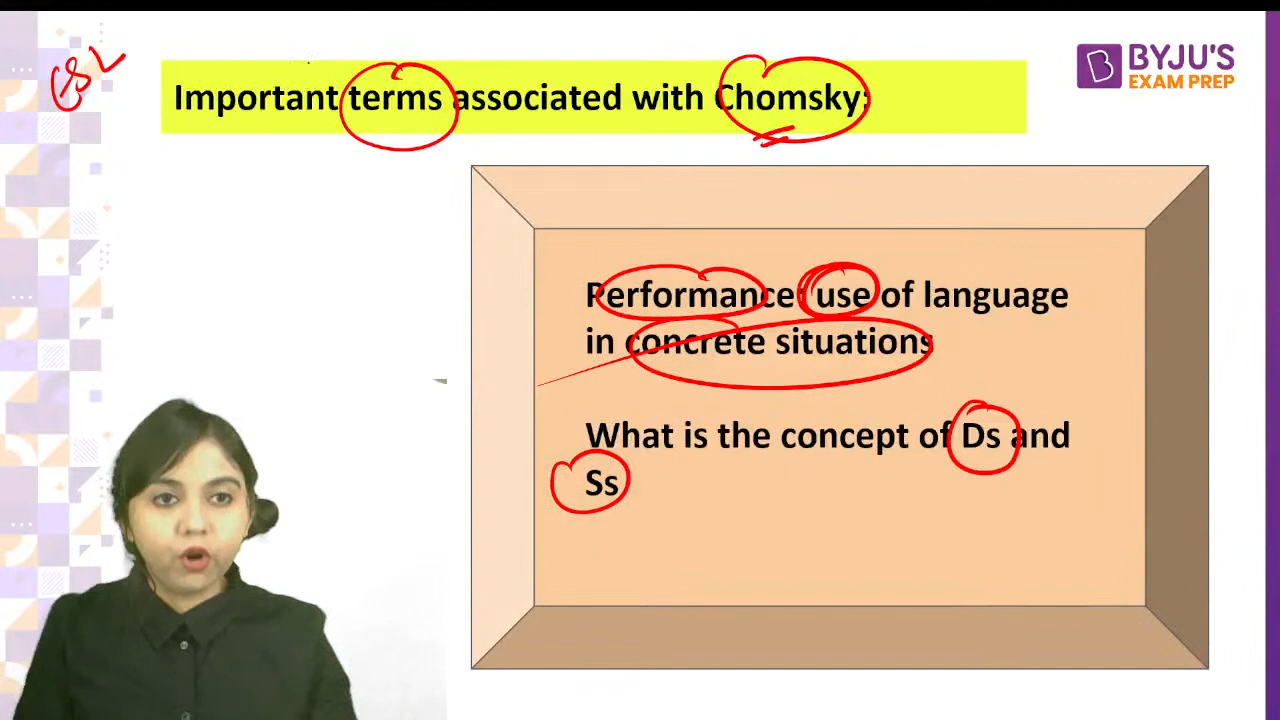 Important terms associated with Chomsky:
BYJU'S
EXAM PREP
Performance: use of language
in concrete situations
What is the concept of Ds and
Ss